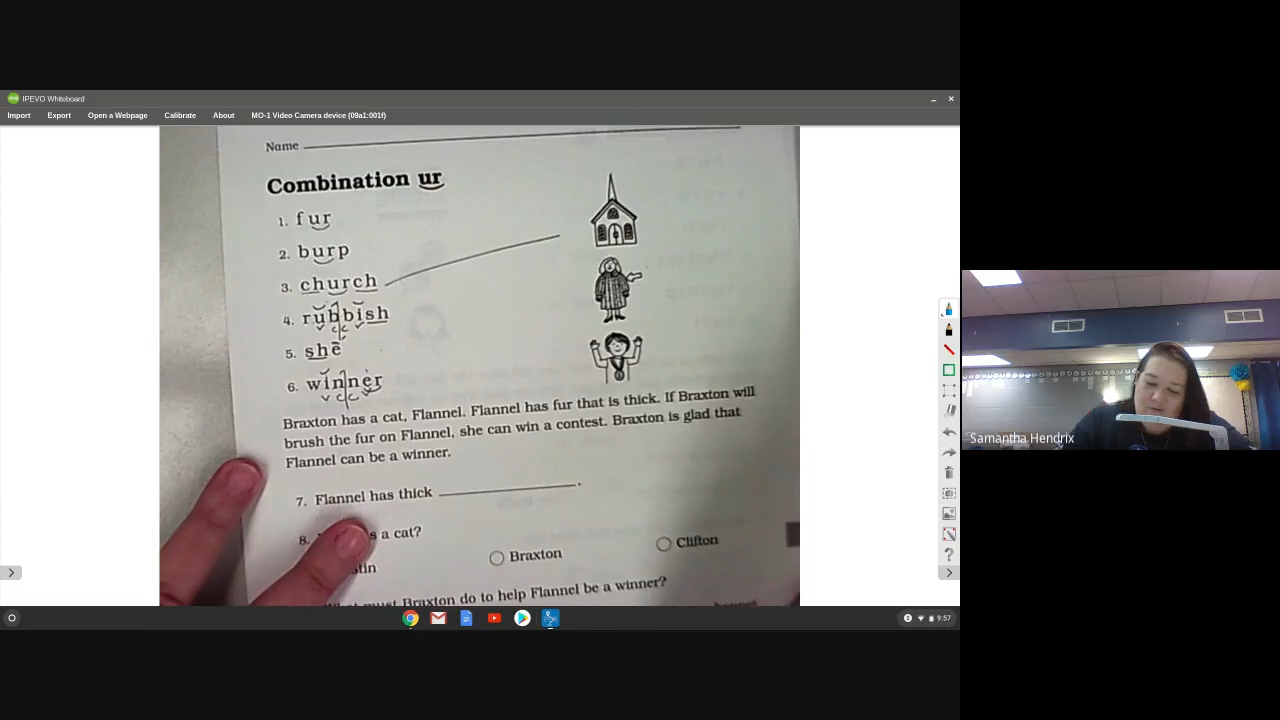 IPEVO Whiteboard
Import Export Open a Webpage Calibrate About MO-1 Video Camera device (09a1:001f)
Name
Combination ur
1. fur
2. burp
3. church
4. rubbish
c c
5. shē
6. winner
v c c v
Braxton has a cat, Flannel. Flannel has fur that is thick. If Braxton will
brush the fur on Flannel, she can win a contest. Braxton is glad that
Flannel can be a winner.
7. Flannel has thick ____________.
8. a cat?
Braxton Clifton
must Braxton do to help Flannel be a winner?
Samantha Hendrix
2 9:57